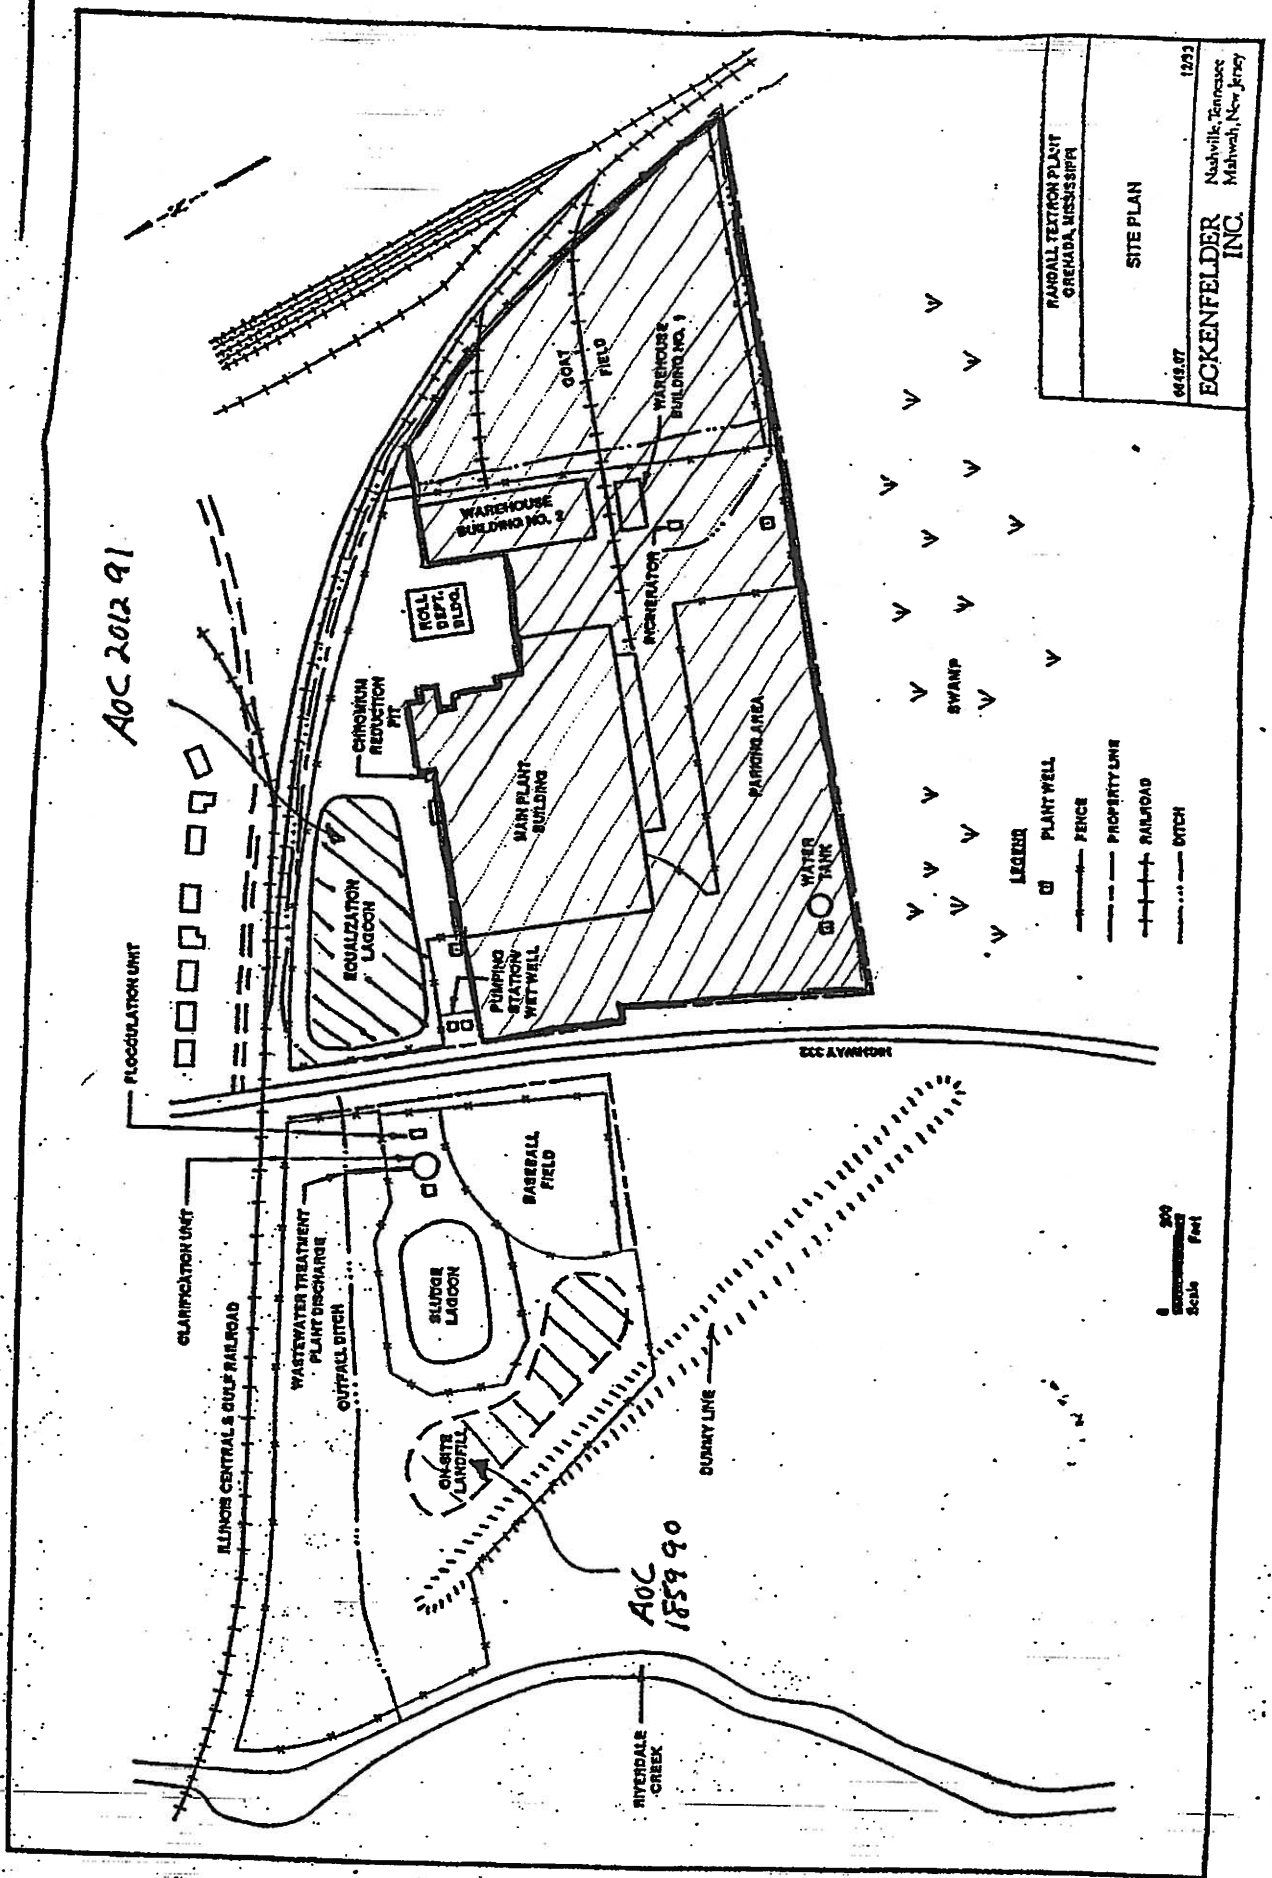 AOC 2012 91
FLOCCULATION UNIT
CLARIFICATION UNIT
ILLINOIS CENTRAL & GULF RAILROAD
WASTEWATER TREATMENT
PLANT DISCHARGE
OUTFALL DITCH
SLUDGE
LAGOON
BASEBALL
FIELD
ON-SITE
LANDFILL
AOC
1859 90
DUMMY LINE
RIVERDALE
CREEK
EQUALIZATION
LAGOON
CHROMIUM
REDUCTION
PIT
ROLL
DEPT.
BLDG.
WAREHOUSE
BUILDING NO. 2
GOAT
FIELD
WAREHOUSE
BUILDING NO. 1
INCINERATOR
MAIN PLANT
BUILDING
PUMPING
STATION
WET WELL
PARKING AREA
WATER
TANK
HIGHWAY 332
SWAMP
LEGEND
PLANT WELL
FENCE
PROPERTY LINE
RAILROAD
DITCH
0 200
Scale Feet
RANDALL TEXTRON PLANT
GRENADA, MISSISSIPPI
SITE PLAN
12/93
ECKENFELDER
INC.
Nashville, Tennessee
Mahwah, New Jersey